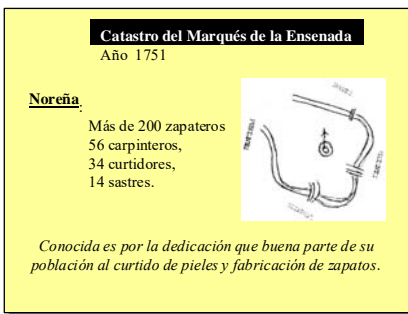 Catastro del Marqués de la Ensenada
Año 1751
Noreña.
Más de 200 zapateros
56 carpinteros,
34 curtidores,
14 sastres.
Conocida es por la dedicación que buena parte de su
población al curtido de pieles y fabricación de zapatos.